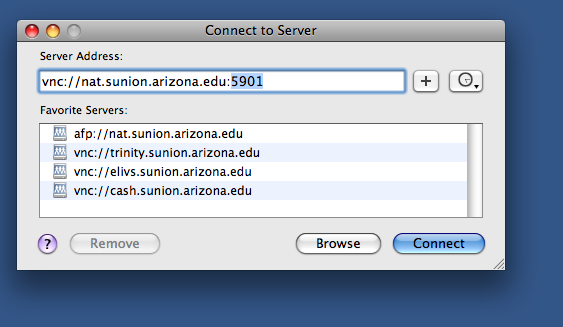 Connect to Server
Server Address:
vnc://nat.sunion.arizona.edu:5901
+
Favorite Servers:
afp://nat.sunion.arizona.edu
vnc://trinity.sunion.arizona.edu
vnc://elivs.sunion.arizona.edu
vnc://cash.sunion.arizona.edu
? Remove Browse Connect